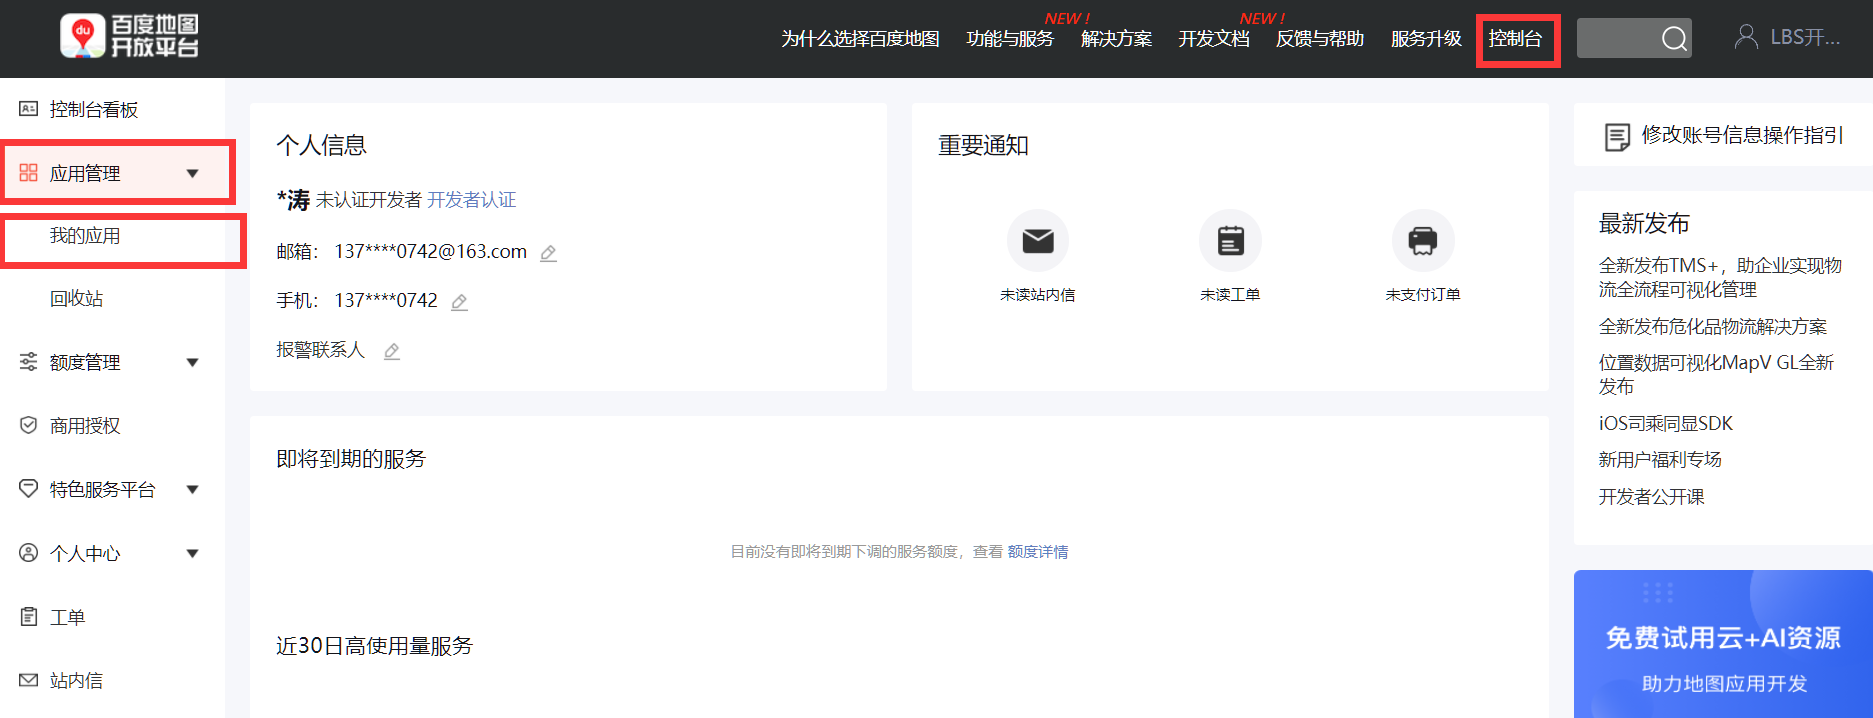 du
百度地图
开放平台
为什么选择百度地图
功能与服务
NEW !
解决方案
开发文档
NEW !
反馈与帮助
服务升级
控制台
LBS开...
控制台看板
应用管理
我的应用
回收站
额度管理
商用授权
特色服务平台
个人中心
工单
站内信
个人信息
*涛 未认证开发者 开发者认证
邮箱： 137****0742@163.com
手机： 137****0742
报警联系人
重要通知
未读站内信
未读工单
未支付订单
即将到期的服务
目前没有即将到期下调的服务额度，查看 额度详情
近30日高使用量服务
修改账号信息操作指引
最新发布
全新发布TMS+，助企业实现物
流全流程可视化管理
全新发布危化品物流解决方案
位置数据可视化MapV GL全新
发布
iOS司乘同显SDK
新用户福利专场
开发者公开课
免费试用云+AI资源
助力地图应用开发